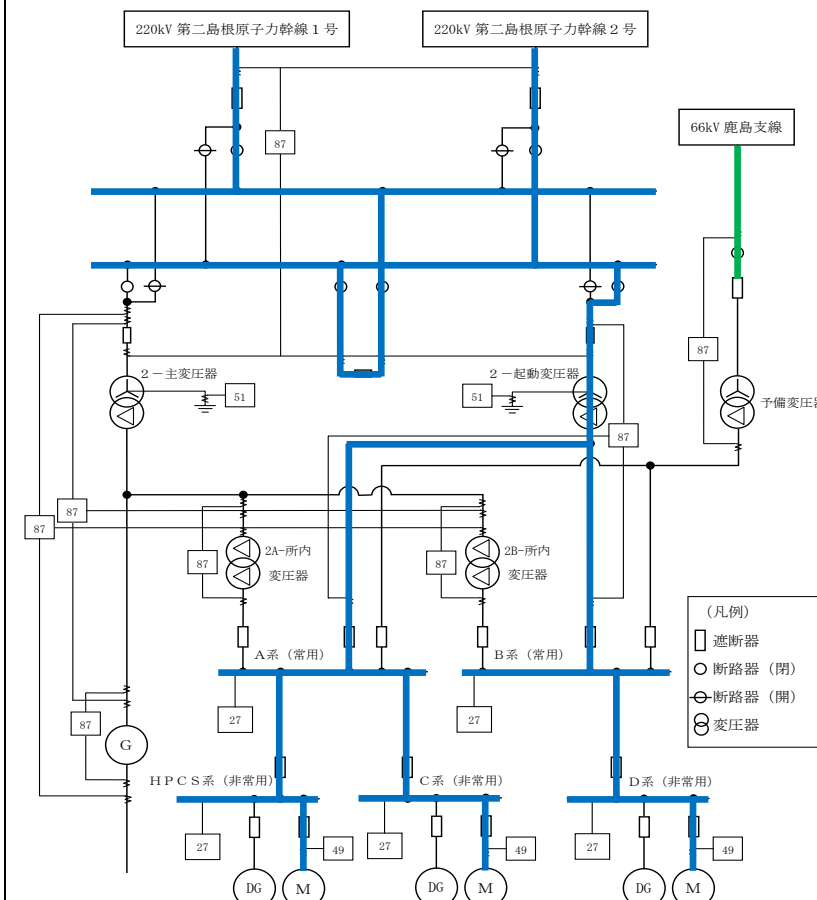 220kV 第二島根原子力幹線１号
220kV 第二島根原子力幹線２号
66kV 鹿島支線
87
87
２－主変圧器
２－起動変圧器
予備変圧器
51
51
87
87
87
2A-所内
変圧器
2B-所内
変圧器
87
87
（凡例）
遮断器
断路器（閉）
断路器（開）
変圧器
Ａ系（常用）
Ｂ系（常用）
27
27
87
G
ＨＰＣＳ系（非常用）
Ｃ系（非常用）
Ｄ系（非常用）
27
49
27
49
27
49
DG
M
DG
M
DG
M